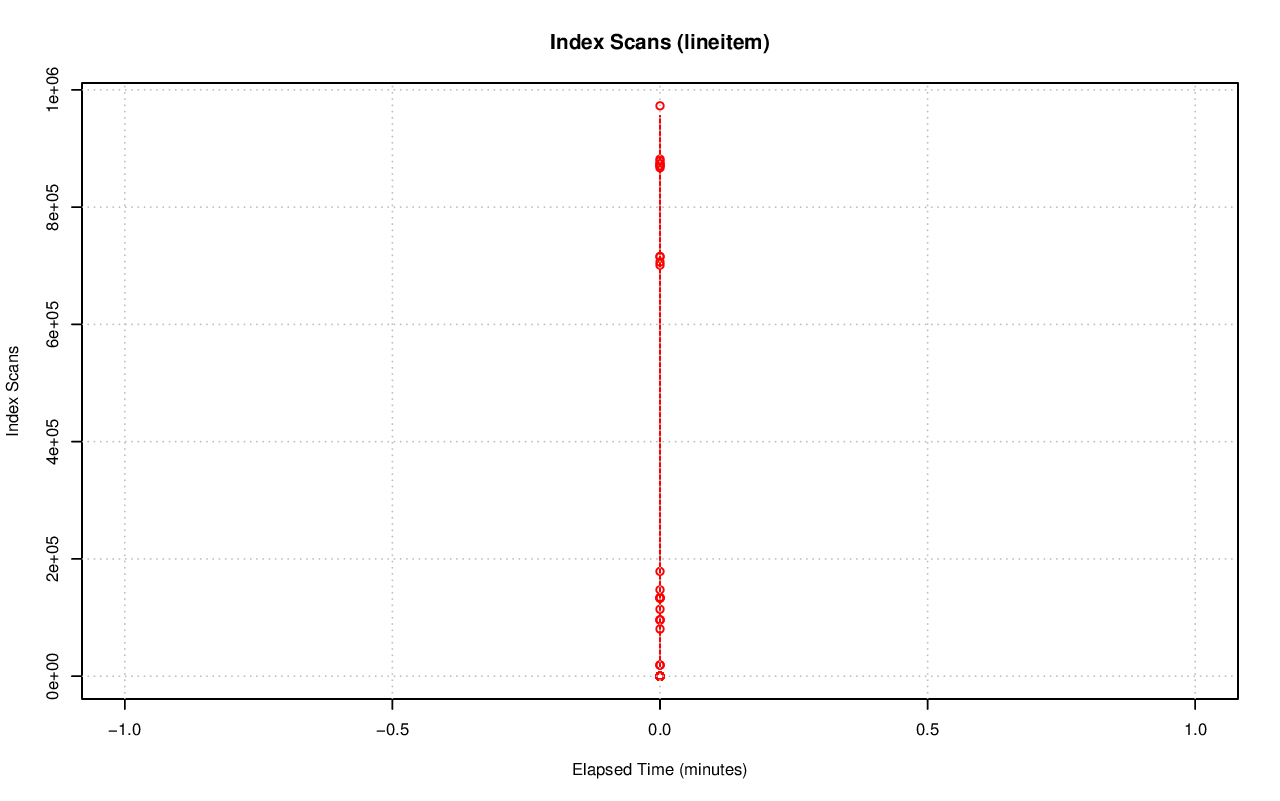 Index Scans (lineitem)
1e+06
8e+05
6e+05
4e+05
2e+05
0e+00
Index Scans
−1.0
−0.5
0.0
0.5
1.0
Elapsed Time (minutes)